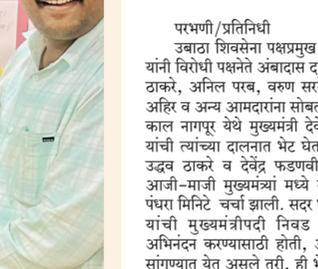 परभणी/प्रतिनिधी
उबाठा शिवसेना पक्षप्रमुख
यांनी विरोधी पक्षनेते अंबादास द
ठाकरे, अनिल परब, वरुण सर
अहिर व अन्य आमदारांना सोबत
काल नागपूर येथे मुख्यमंत्री देवे
यांची त्यांच्या दालनात भेट घेत
उद्धव ठाकरे व देवेंद्र फडणवी
आजी-माजी मुख्यमंत्र्यां मध्ये
पंधरा मिनिटे चर्चा झाली. सदर
यांची मुख्यमंत्रीपदी निवड
अभिनंदन करण्यासाठी होती,
सांगण्यात येत असले तरी, ही भे